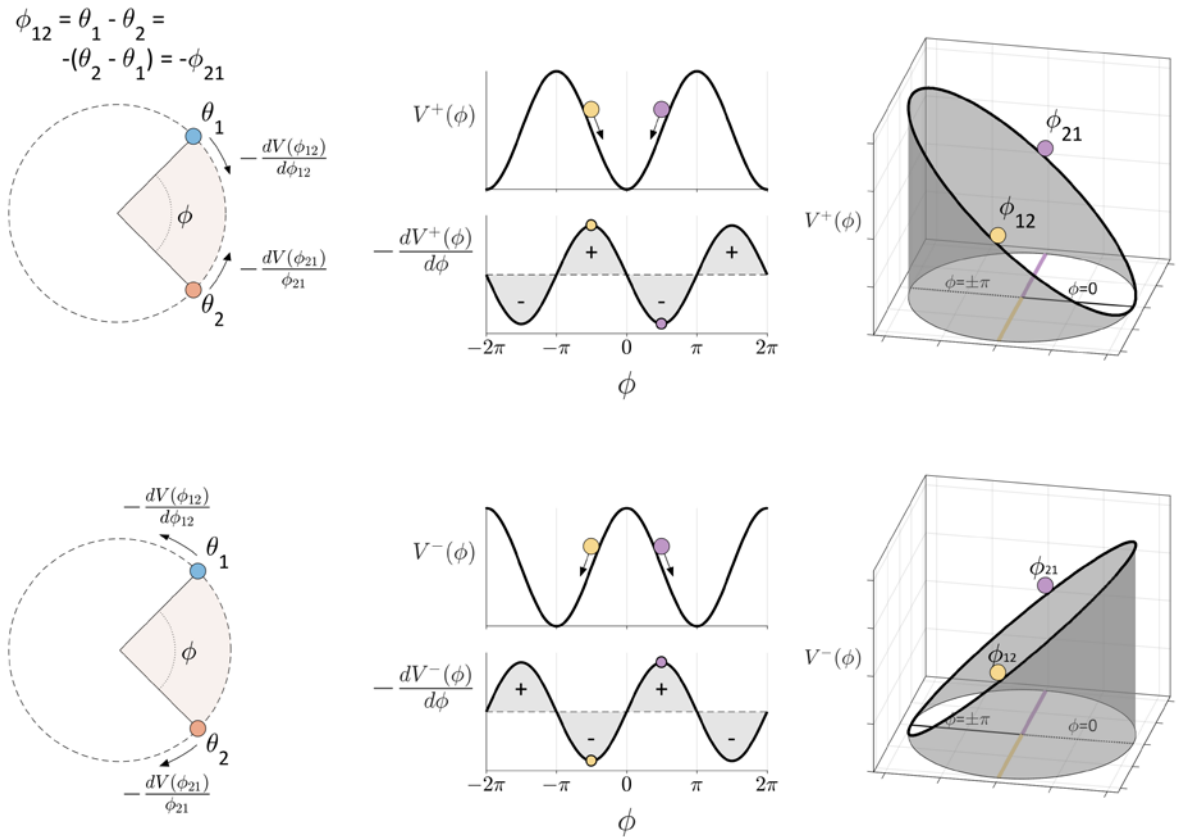 ϕ₁₂ = θ₁ - θ₂ =
-(θ₂ - θ₁) = -ϕ₂₁
θ₁
-dV(ϕ₁₂)/dϕ₁₂
ϕ
-dV(ϕ₂₁)/ϕ₂₁
θ₂
V⁺(ϕ)
-dV⁺(ϕ)/dϕ
+ +
- -
−2π −π 0 π 2π
ϕ
ϕ₂₁
ϕ₁₂
V⁺(ϕ)
ϕ=±π ϕ=0
-dV(ϕ₁₂)/dϕ₁₂
θ₁
ϕ
θ₂
-dV(ϕ₂₁)/ϕ₂₁
V⁻(ϕ)
-dV⁻(ϕ)/dϕ
+ +
- -
−2π −π 0 π 2π
ϕ
ϕ₂₁
ϕ₁₂
V⁻(ϕ)
ϕ=±π ϕ=0